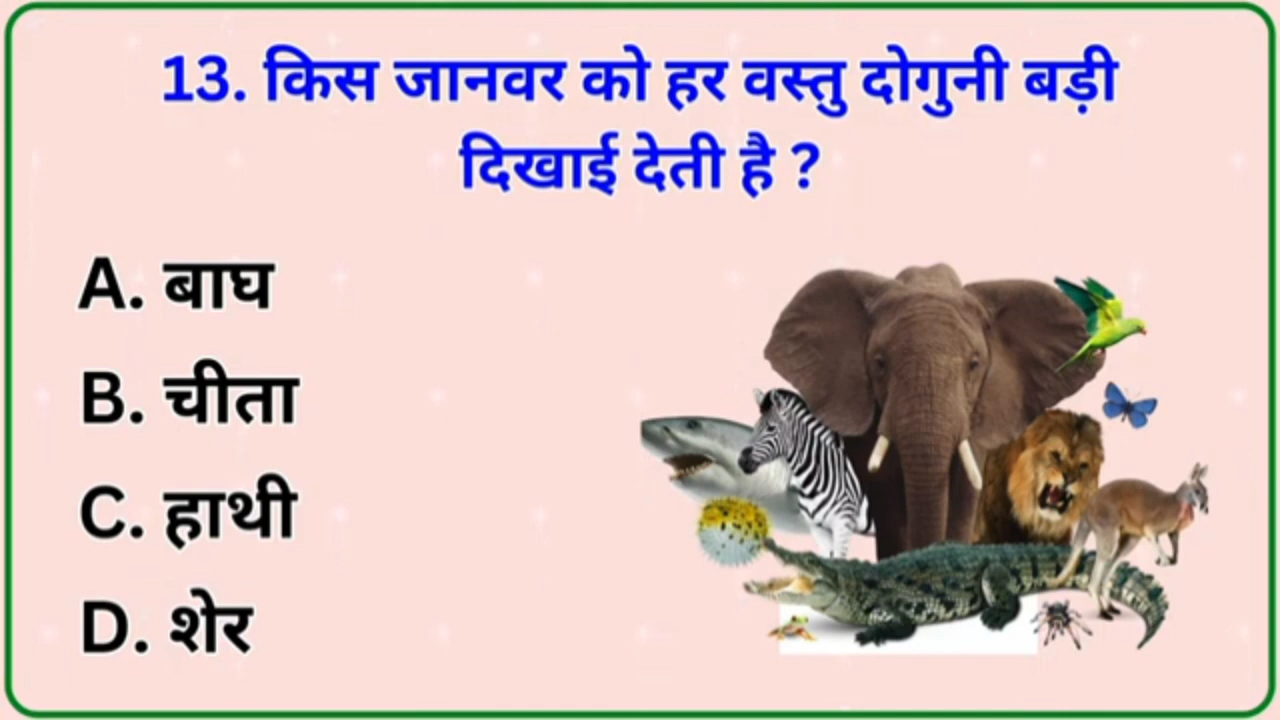 13. किस जानवर को हर वस्तु दोगुनी बड़ी
दिखाई देती है ?
A. बाघ
B. चीता
C. हाथी
D. शेर